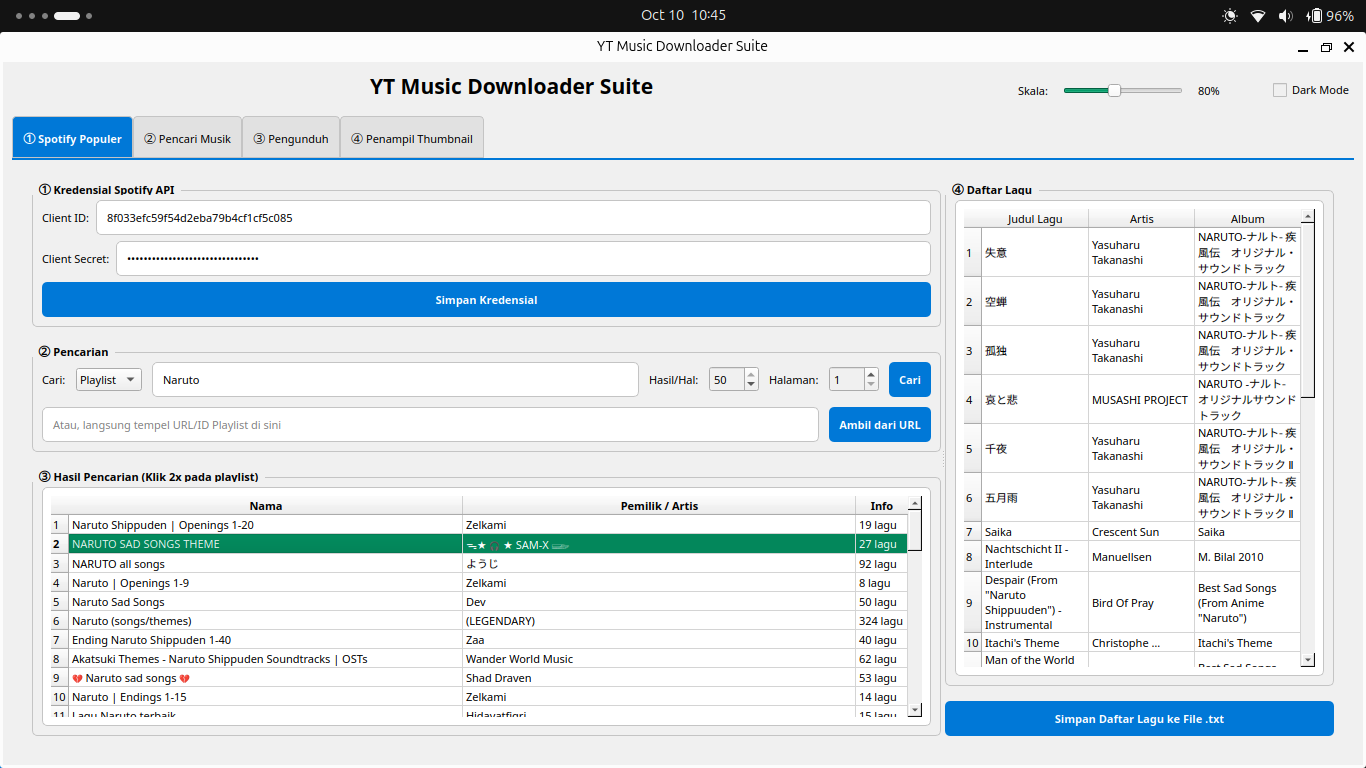 Oct 10 10:45
96%
YT Music Downloader Suite
YT Music Downloader Suite
Skala:
80%
Dark Mode
① Spotify Populer
② Pencari Musik
③ Pengunduh
④ Penampil Thumbnail
① Kredensial Spotify API
Client ID: 8f033efc59f54d2eba79b4cf1cf5c085
Client Secret: ••••••••••••••••••••••••••••••••
Simpan Kredensial
② Pencarian
Cari: Playlist Naruto Hasil/Hal: 50 Halaman: 1 Cari
Atau, langsung tempel URL/ID Playlist di sini
Ambil dari URL
③ Hasil Pencarian (Klik 2x pada playlist)
Nama Pemilik / Artis Info
1 Naruto Shippuden | Openings 1-20 Zelkami 19 lagu
2 NARUTO SAD SONGS THEME ★ ★ SAM-X 27 lagu
3 NARUTO all songs ようじ 92 lagu
4 Naruto | Openings 1-9 Zelkami 8 lagu
5 Naruto Sad Songs Dev 50 lagu
6 Naruto (songs/themes) (LEGENDARY) 324 lagu
7 Ending Naruto Shippuden 1-40 Zaa 40 lagu
8 Akatsuki Themes - Naruto Shippuden Soundtracks | OSTs Wander World Music 62 lagu
9 💔 Naruto sad songs 💔 Shad Draven 53 lagu
10 Naruto | Endings 1-15 Zelkami 14 lagu
11 Lagu Naruto terbaik Hidayatfiqri 15 lagu
④ Daftar Lagu
Judul Lagu Artis Album
1 失意
Yasuharu
Takanashi
NARUTO-ナルト- 疾
風伝 オリジナル・
サウンドトラック
2 空蝉
Yasuharu
Takanashi
NARUTO-ナルト- 疾
風伝 オリジナル・
サウンドトラック
3 孤独
Yasuharu
Takanashi
NARUTO-ナルト- 疾
風伝 オリジナル・
サウンドトラック
4 哀と悲
MUSASHI PROJECT
NARUTO -ナルト-
オリジナルサウンド
トラック
5 千夜
Yasuharu
Takanashi
NARUTO-ナルト- 疾
風伝 オリジナル・
サウンドトラック Ⅱ
6 五月雨
Yasuharu
Takanashi
NARUTO-ナルト- 疾
風伝 オリジナル・
サウンドトラック Ⅱ
7 Saika Crescent Sun Saika
8 Nachtschicht II -
Interlude
Manuellsen
M. Bilal 2010
9 Despair (From
"Naruto
Shippuuden") -
Instrumental
Bird Of Pray
Best Sad Songs
(From Anime
"Naruto")
10 Itachi's Theme Christophe ... Itachi's Theme
Man of the World
Best Sad Songs
Simpan Daftar Lagu ke File .txt